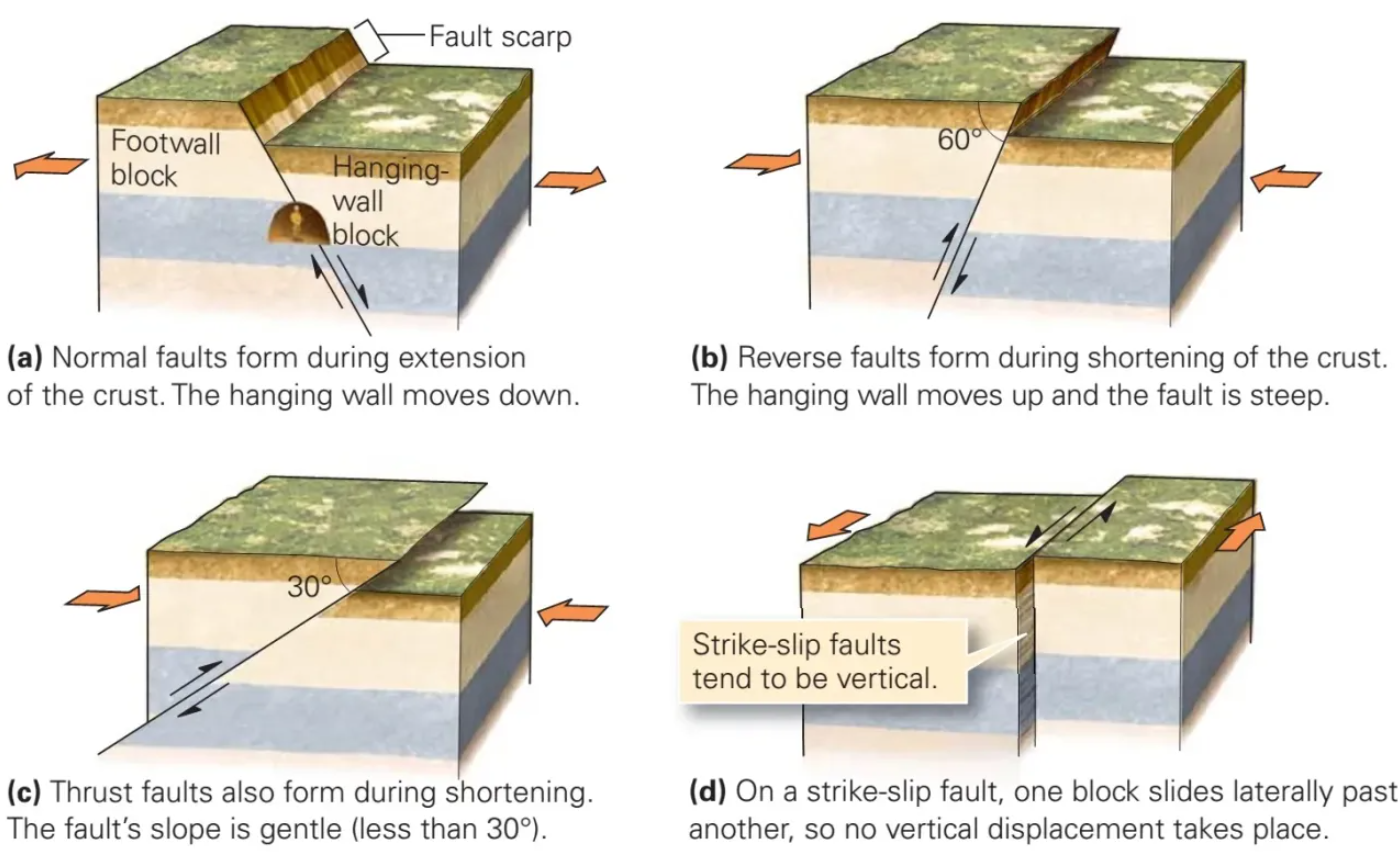 Fault scarp
Footwall
block
Hanging-
wall
block
(a) Normal faults form during extension
of the crust. The hanging wall moves down.
60°
(b) Reverse faults form during shortening of the crust.
The hanging wall moves up and the fault is steep.
30°
(c) Thrust faults also form during shortening.
The fault's slope is gentle (less than 30°).
Strike-slip faults
tend to be vertical.
(d) On a strike-slip fault, one block slides laterally past
another, so no vertical displacement takes place.